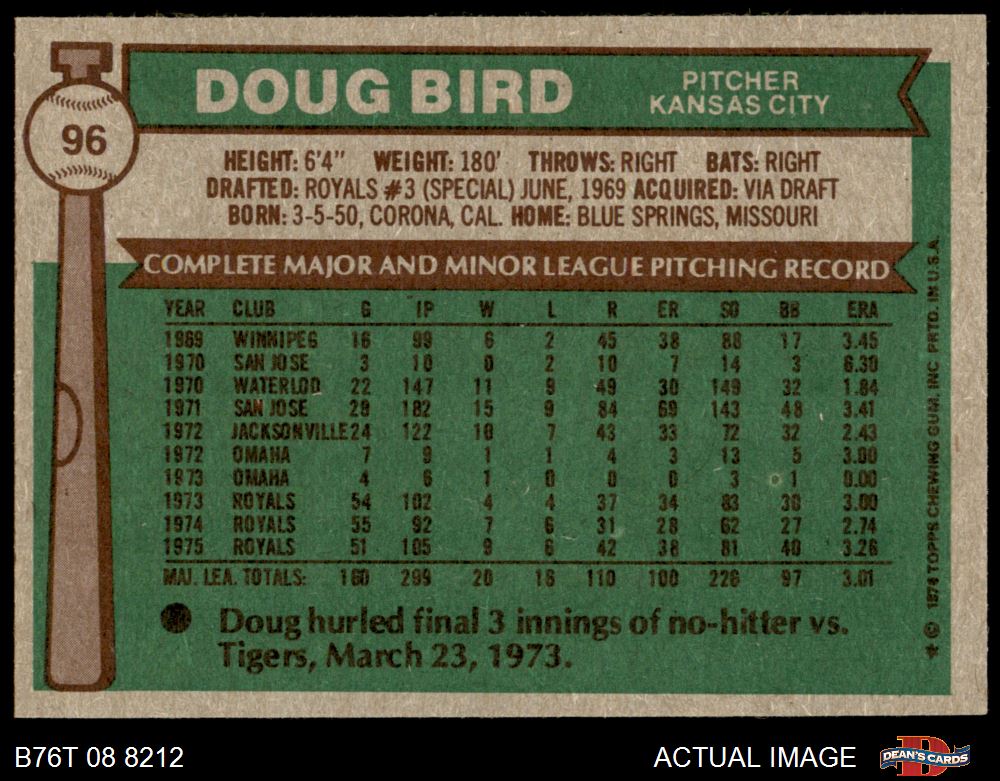 96
DOUG BIRD
PITCHER
KANSAS CITY
HEIGHT: 6'4" WEIGHT: 180' THROWS: RIGHT BATS: RIGHT
DRAFTED: ROYALS #3 (SPECIAL) JUNE, 1969 ACQUIRED: VIA DRAFT
BORN: 3-5-50, CORONA, CAL. HOME: BLUE SPRINGS, MISSOURI
COMPLETE MAJOR AND MINOR LEAGUE PITCHING RECORD
YEAR CLUB G IP W L R ER SO BB ERA
1969 WINNIPEG 16 99 6 2 45 38 88 17 3.45
1970 SAN JOSE 3 10 0 2 10 7 14 3 6.30
1970 WATERLOO 22 147 11 9 49 30 149 32 1.84
1971 SAN JOSE 29 182 15 9 84 69 143 48 3.41
1972 JACKSONVILLE 24 122 10 7 43 33 72 32 2.43
1972 OMAHA 7 9 1 1 4 3 13 5 3.00
1973 OMAHA 4 6 1 0 0 0 3 1 0.00
1973 ROYALS 54 102 4 4 37 34 83 30 3.00
1974 ROYALS 55 92 7 6 31 28 62 27 2.74
1975 ROYALS 51 105 9 6 42 38 81 40 3.26
MAJ. LEA. TOTALS: 160 299 20 16 110 100 226 97 3.01
Doug hurled final 3 innings of no-hitter vs.
Tigers, March 23, 1973.
★ © 1976 TOPPS CHEWING GUM, INC PRTD. IN U.S.A.
B76T 08 8212
ACTUAL IMAGE
DEAN'S CARDS